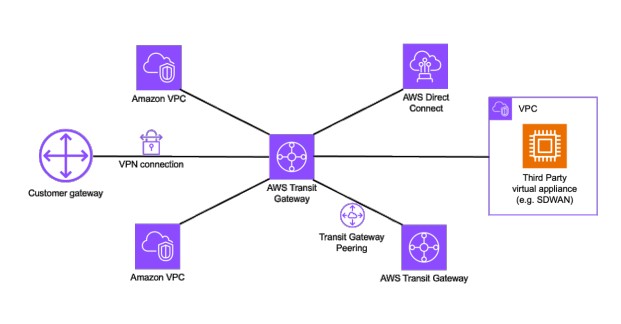 Amazon VPC
AWS Direct
Connect
VPC
Third Party
virtual appliance
(e.g. SDWAN)
VPN connection
Customer gateway
AWS Transit
Gateway
Transit Gateway
Peering
Amazon VPC
AWS Transit Gateway